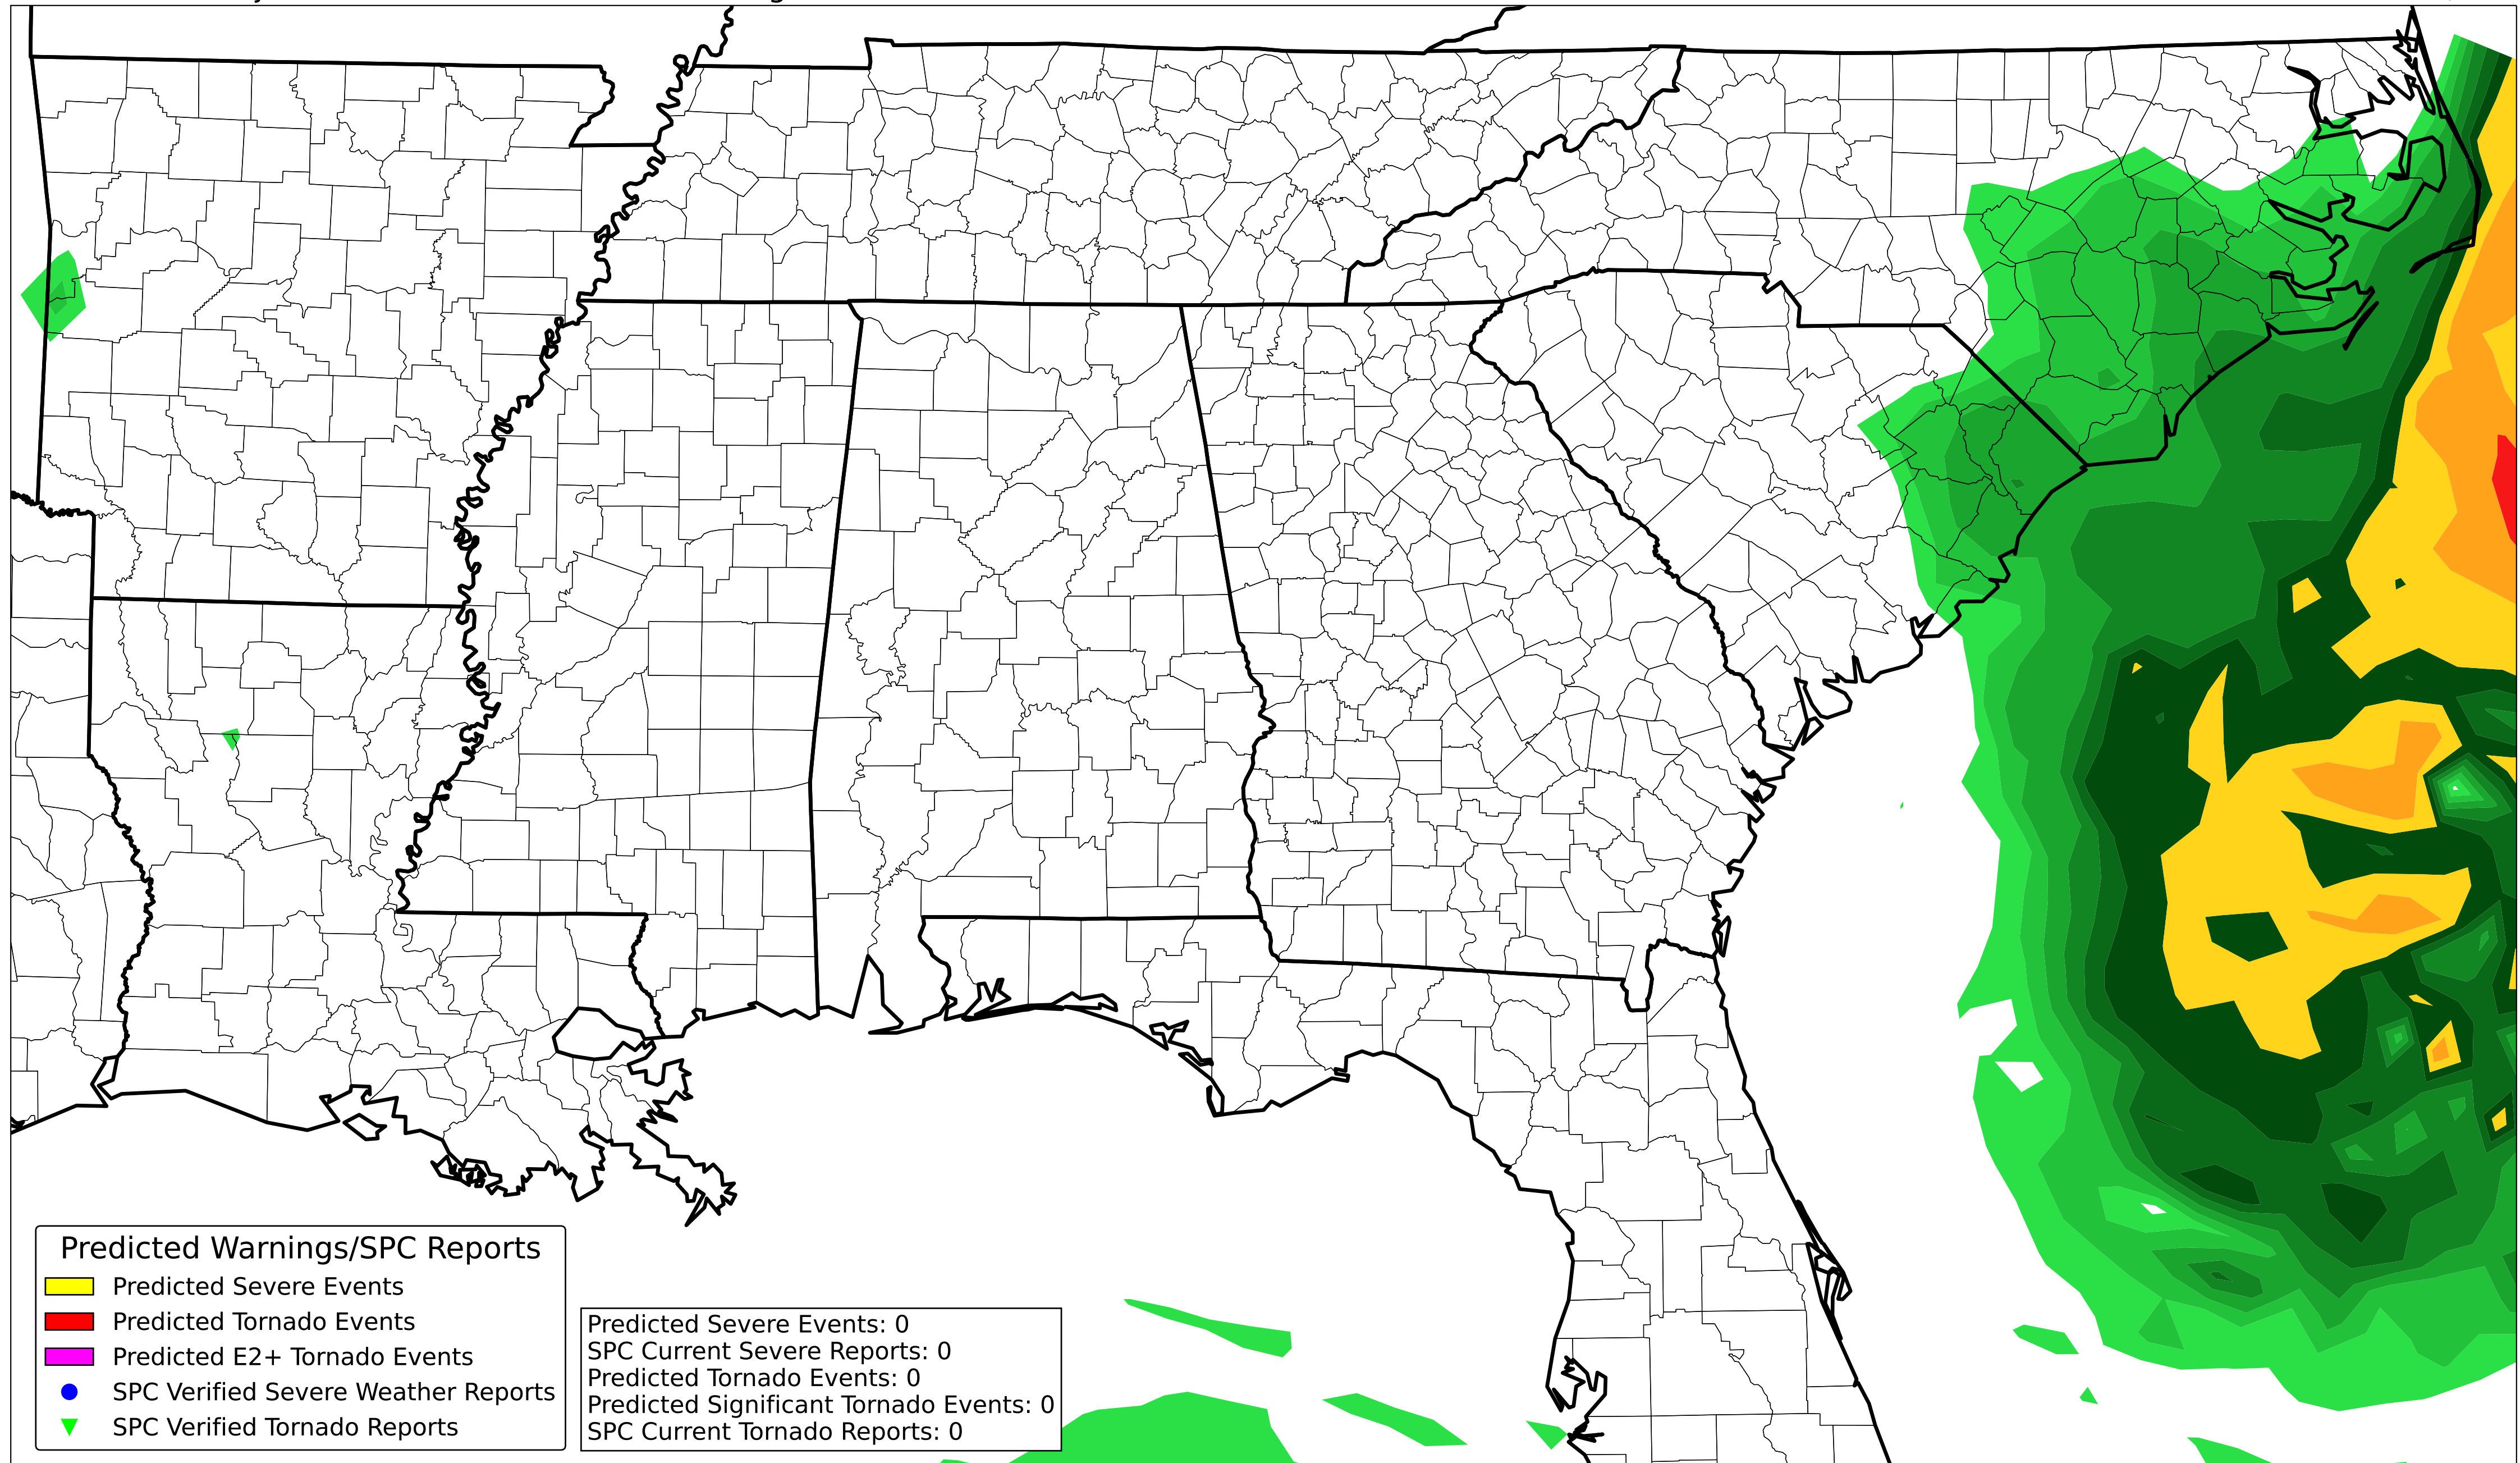 Predicted Warnings/SPC Reports
Predicted Severe Events
Predicted Tornado Events
Predicted E2+ Tornado Events
SPC Verified Severe Weather Reports
SPC Verified Tornado Reports
Predicted Severe Events: 0
SPC Current Severe Reports: 0
Predicted Tornado Events: 0
Predicted Significant Tornado Events: 0
SPC Current Tornado Reports: 0